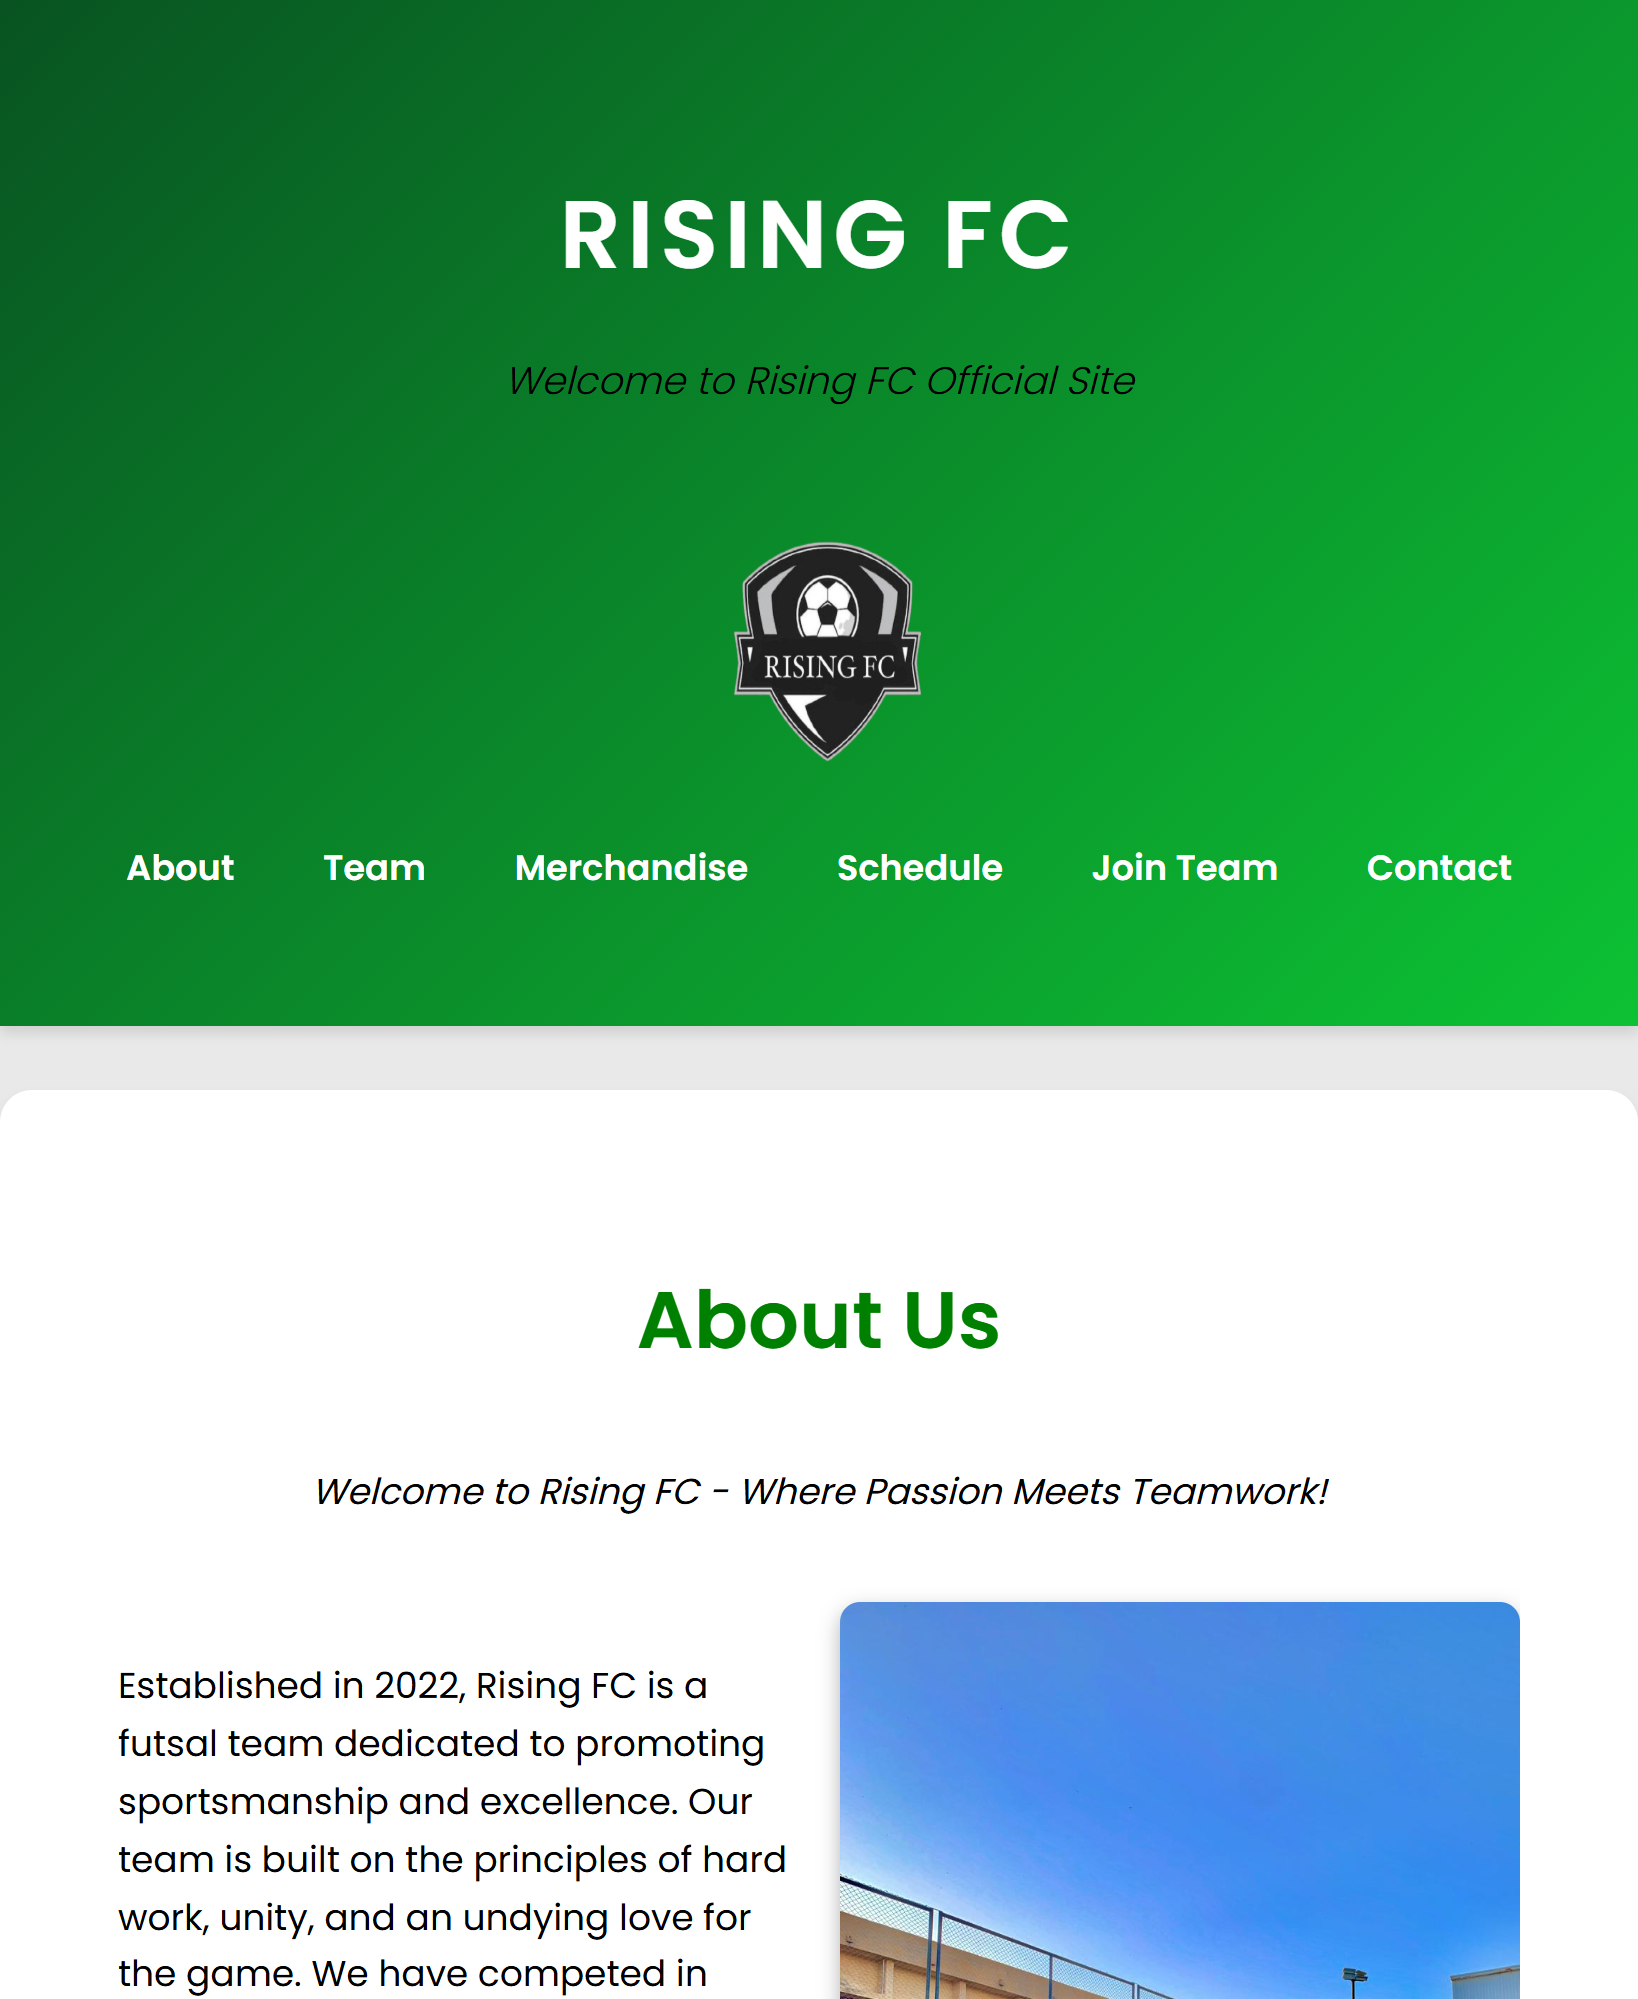 RISING FC
Welcome to Rising FC Official Site
RISING FC
About Team Merchandise Schedule Join Team Contact
About Us
Welcome to Rising FC - Where Passion Meets Teamwork!
Established in 2022, Rising FC is a
futsal team dedicated to promoting
sportsmanship and excellence. Our
team is built on the principles of hard
work, unity, and an undying love for
the game. We have competed in